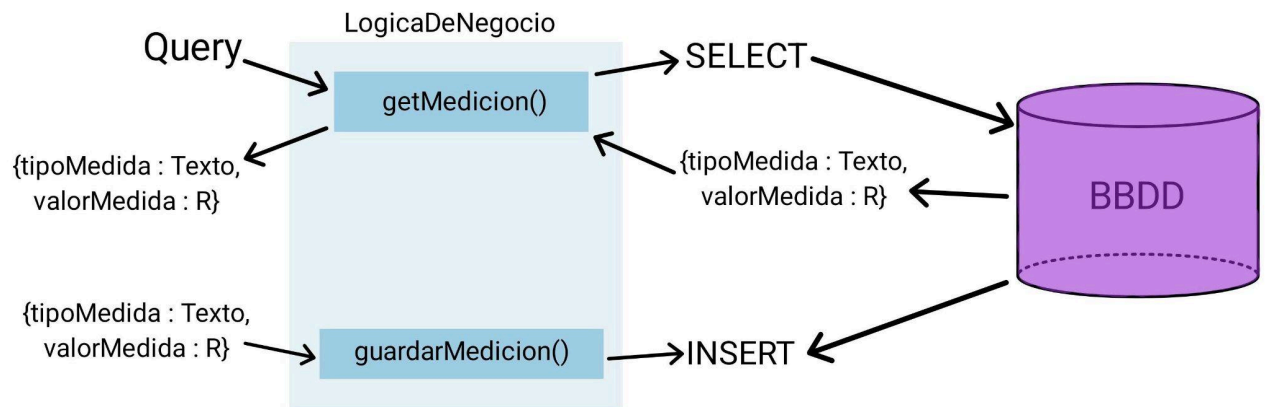 LogicaDeNegocio
Query
getMedicion()
SELECT
{tipoMedida : Texto,
valorMedida : R}
{tipoMedida : Texto,
valorMedida : R}
BBDD
{tipoMedida : Texto,
valorMedida : R}
guardarMedicion()
INSERT